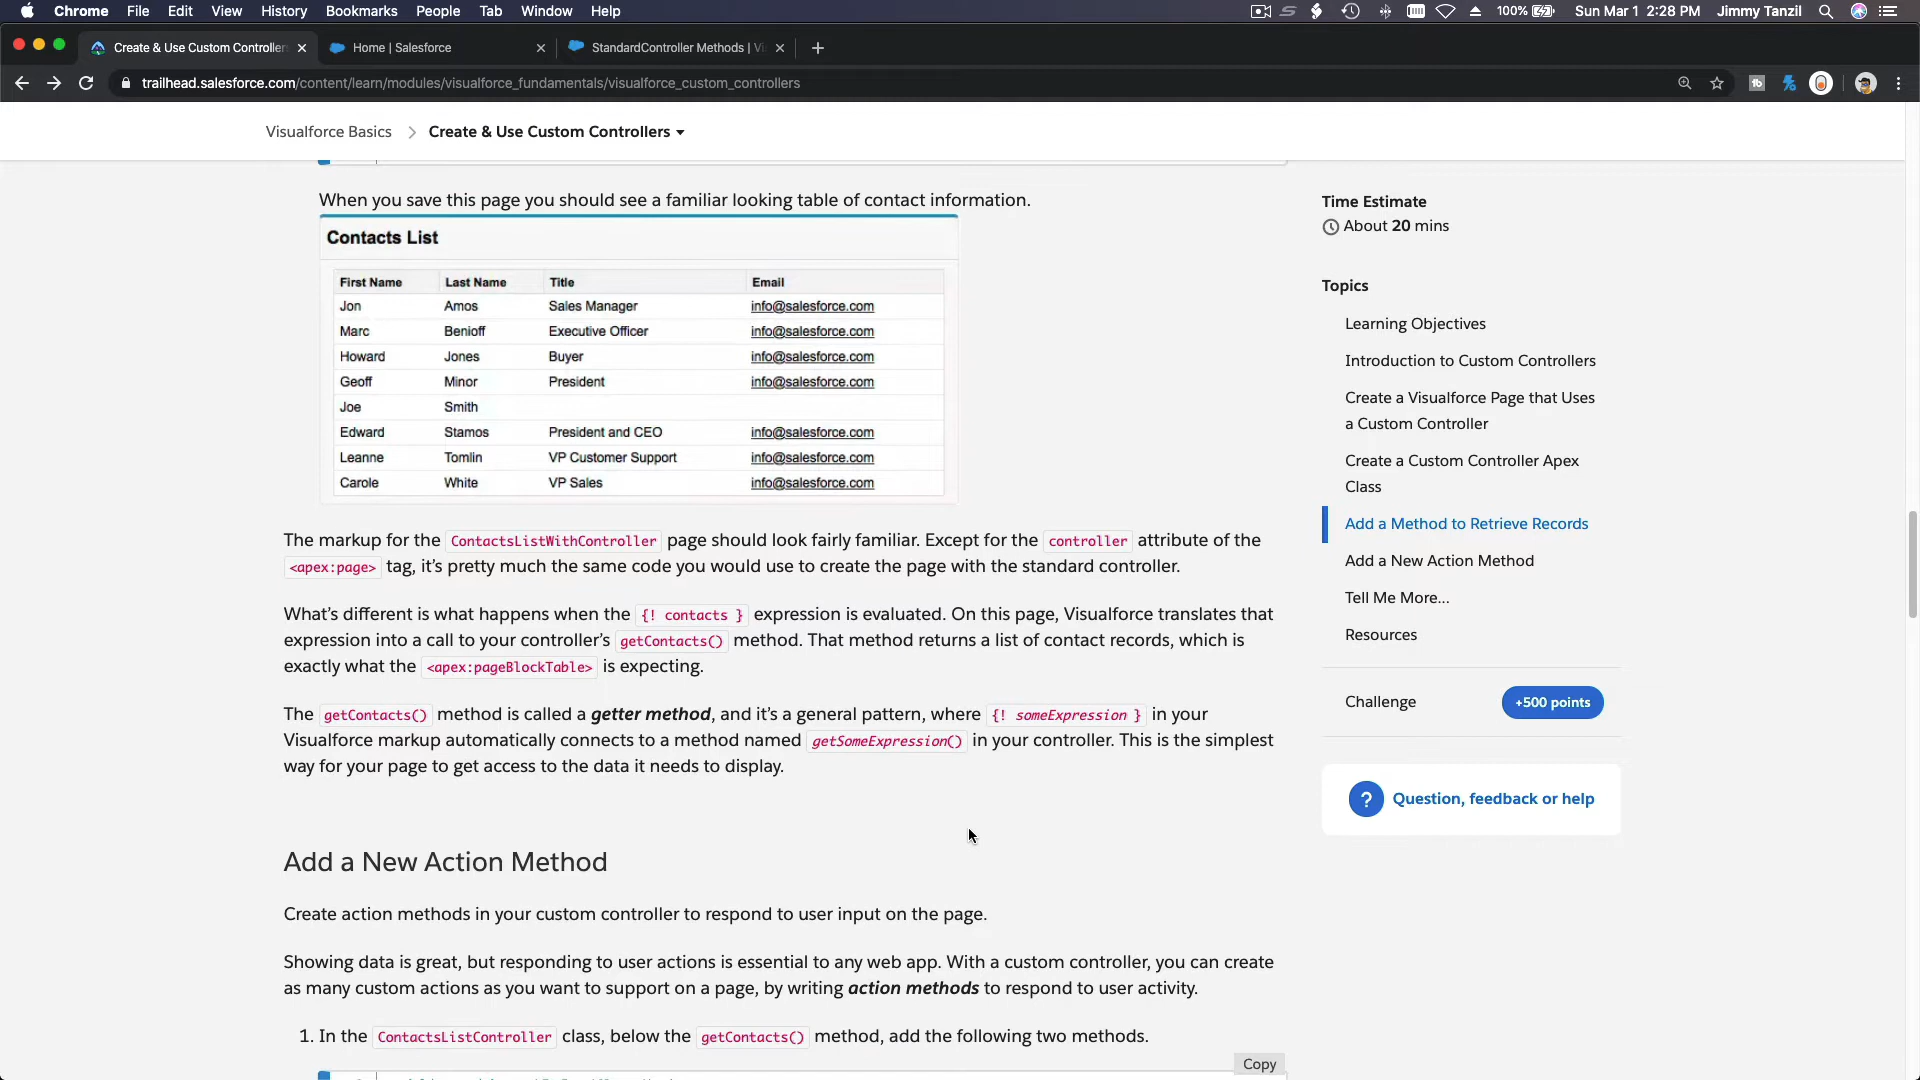 Chrome File Edit View History Bookmarks People Tab Window Help 100% Sun Mar 1 2:28 PM Jimmy Tanzil
Create & Use Custom Controller Home | Salesforce StandardController Methods | Vi
trailhead.salesforce.com/content/learn/modules/visualforce_fundamentals/visualforce_custom_controllers
Visualforce Basics > Create & Use Custom Controllers
When you save this page you should see a familiar looking table of contact information.
Contacts List
First Name Last Name Title Email
Jon Amos Sales Manager info@salesforce.com
Marc Benioff Executive Officer info@salesforce.com
Howard Jones Buyer info@salesforce.com
Geoff Minor President info@salesforce.com
Joe Smith
Edward Stamos President and CEO info@salesforce.com
Leanne Tomlin VP Customer Support info@salesforce.com
Carole White VP Sales info@salesforce.com
The markup for the ContactsListWithController page should look fairly familiar. Except for the controller attribute of the
<apex:page> tag, it’s pretty much the same code you would use to create the page with the standard controller.
What’s different is what happens when the {! contacts } expression is evaluated. On this page, Visualforce translates that
expression into a call to your controller’s getContacts() method. That method returns a list of contact records, which is
exactly what the <apex:pageBlockTable> is expecting.
The getContacts() method is called a getter method, and it’s a general pattern, where {! someExpression } in your
Visualforce markup automatically connects to a method named getSomeExpression() in your controller. This is the simplest
way for your page to get access to the data it needs to display.
Add a New Action Method
Create action methods in your custom controller to respond to user input on the page.
Showing data is great, but responding to user actions is essential to any web app. With a custom controller, you can create
as many custom actions as you want to support on a page, by writing action methods to respond to user activity.
1. In the ContactsListController class, below the getContacts() method, add the following two methods.
Copy
Time Estimate
About 20 mins
Topics
Learning Objectives
Introduction to Custom Controllers
Create a Visualforce Page that Uses
a Custom Controller
Create a Custom Controller Apex
Class
Add a Method to Retrieve Records
Add a New Action Method
Tell Me More...
Resources
Challenge +500 points
? Question, feedback or help